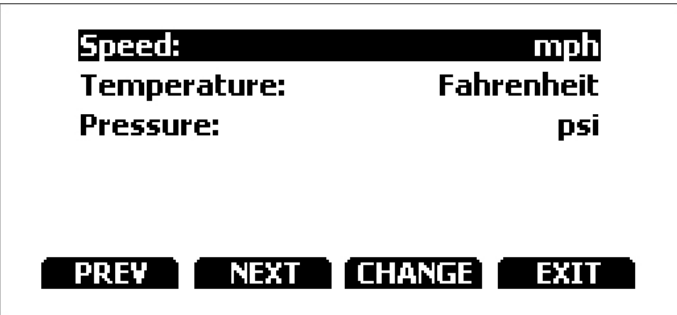 Speed: mph
Temperature: Fahrenheit
Pressure: psi
PREV NEXT CHANGE EXIT